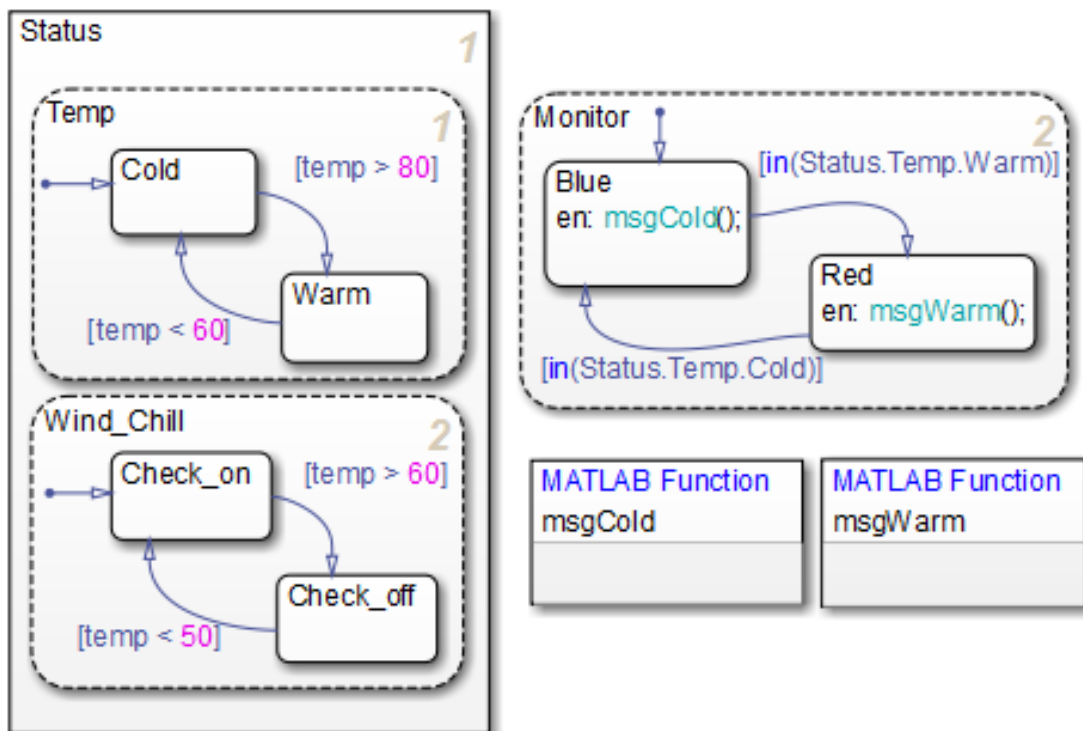 Status
1
Temp
1
Cold
[temp > 80]
Warm
[temp < 60]
Wind_Chill
2
Check_on
[temp > 60]
Check_off
[temp < 50]
Monitor
2
Blue
en: msgCold();
[in(Status.Temp.Warm)]
Red
en: msgWarm();
[in(Status.Temp.Cold)]
MATLAB Function
msgCold
MATLAB Function
msgWarm